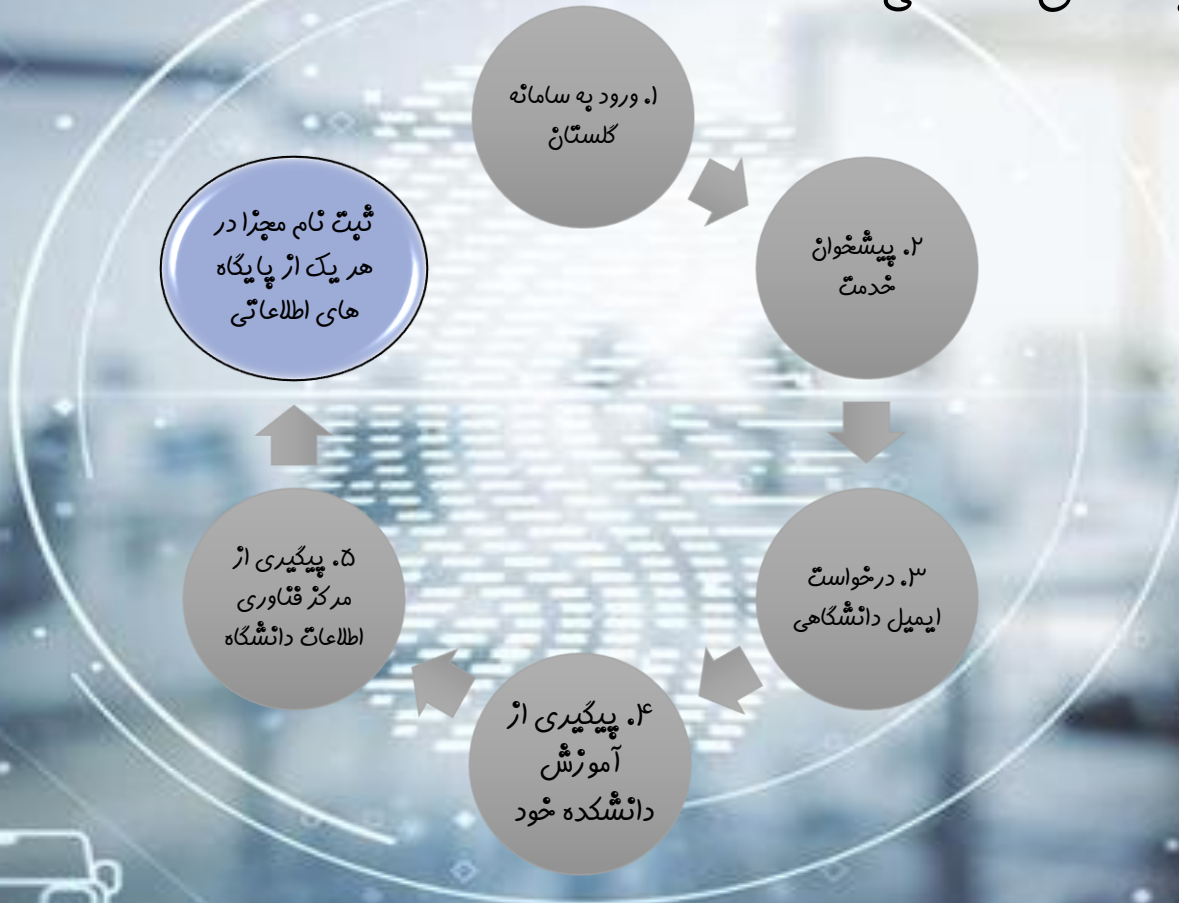 ۱. ورود به سامانه
گلستان
۲. پیشخوان
خدمت
۳. درخواست
ایمیل دانشگاهی
۴. پیگیری از
آموزش
دانشکده خود
۵. پیگیری از
مرکز فناوری
اطلاعات دانشگاه
ثبت نام مجزا در
هر یک از پایگاه
های اطلاعاتی